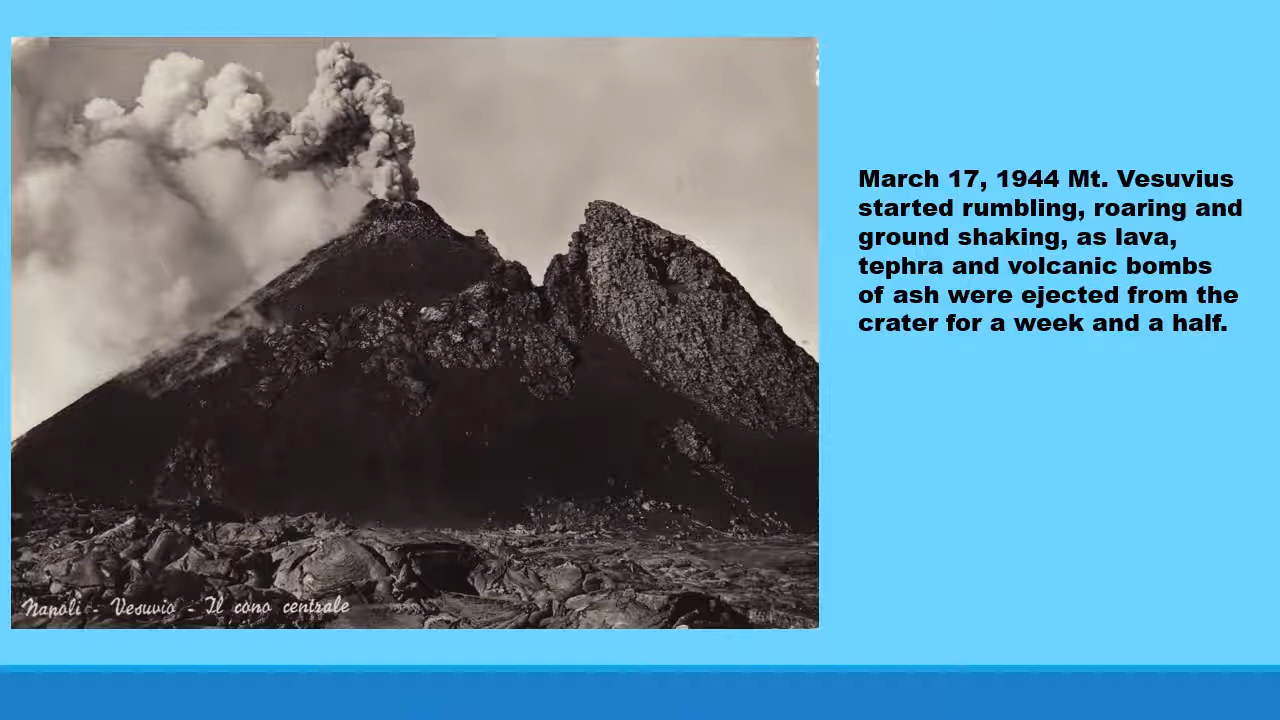 March 17, 1944 Mt. Vesuvius
started rumbling, roaring and
ground shaking, as lava,
tephra and volcanic bombs
of ash were ejected from the
crater for a week and a half.
Napoli - Vesuvio - Il cono centrale